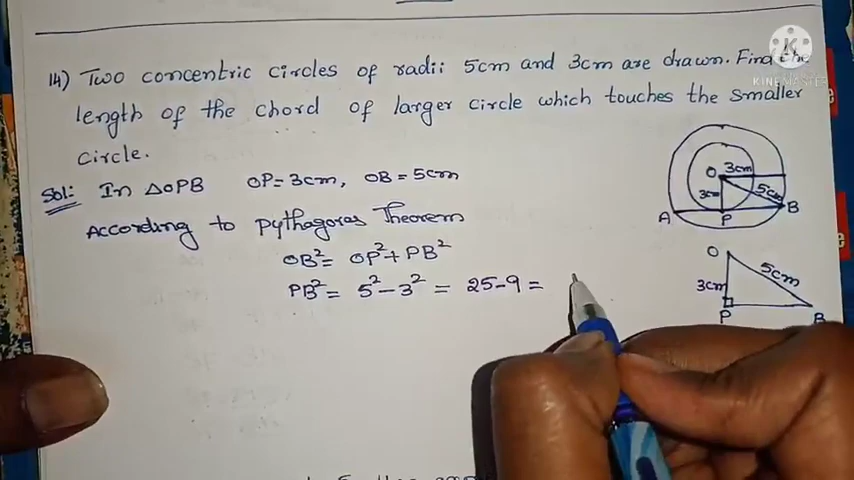 14) Two concentric circles of radii 5cm and 3cm are drawn. Find the
length of the chord of larger circle which touches the smaller
circle.
Sol: In △OPB OP=3cm, OB=5cm
According to Pythagoras Theorem
OB²= OP²+PB²
PB²= 5²-3² = 25-9 =
O 3cm
3cm 5cm
A P B
O
3cm 5cm
P B
KINEMASTER